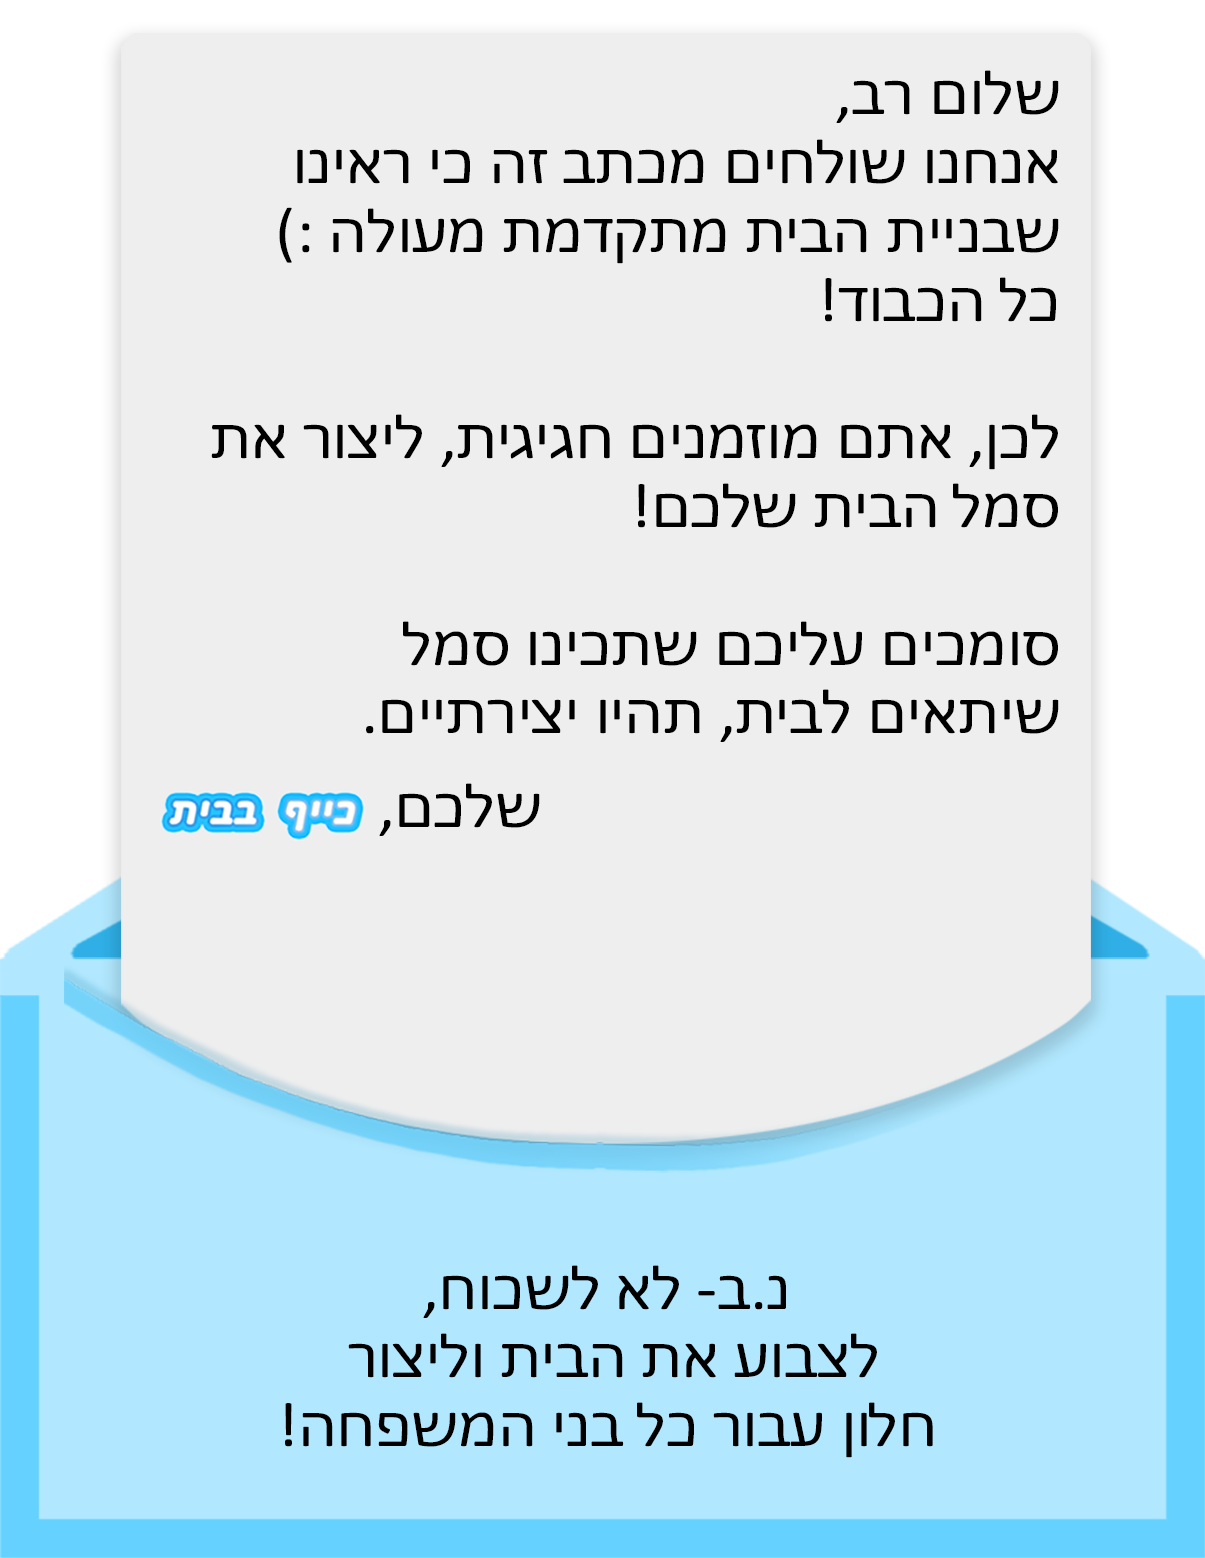 שלום רב,
אנחנו שולחים מכתב זה כי ראינו
שבניית הבית מתקדמת מעולה :)
כל הכבוד!
לכן, אתם מוזמנים חגיגית, ליצור את
סמל הבית שלכם!
סומכים עליכם שתכינו סמל
שיתאים לבית, תהיו יצירתיים.
שלכם, כייף בבית
נ.ב- לא לשכוח,
לצבוע את הבית וליצור
חלון עבור כל בני המשפחה!